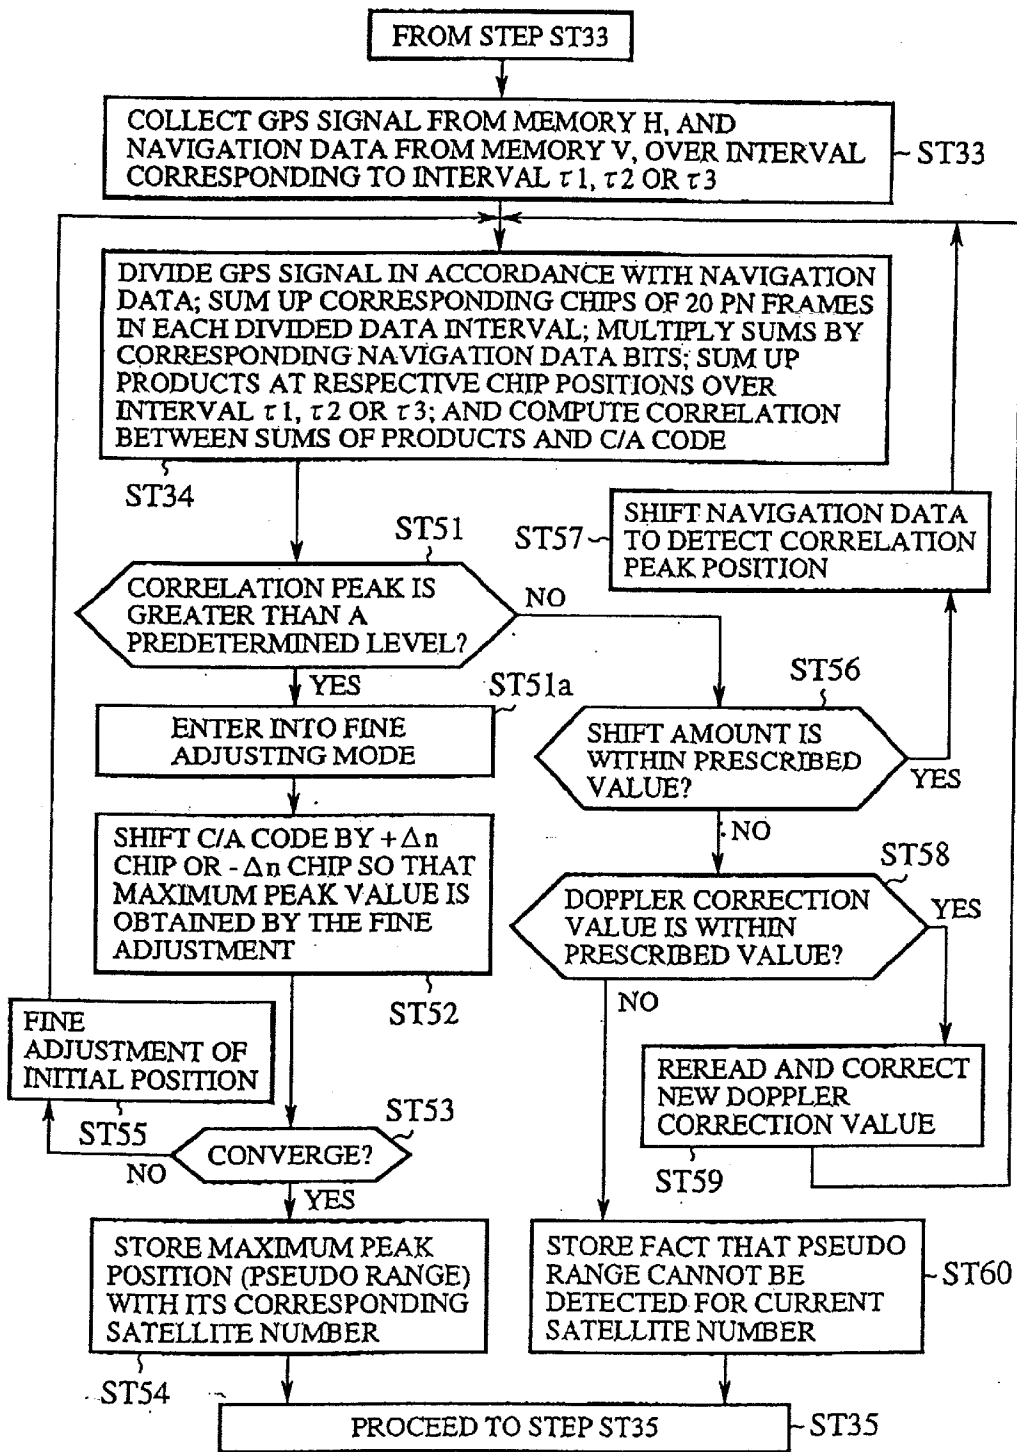 FROM STEP ST33
COLLECT GPS SIGNAL FROM MEMORY H, AND
NAVIGATION DATA FROM MEMORY V, OVER INTERVAL
CORRESPONDING TO INTERVAL τ1, τ2 OR τ3
ST33
DIVIDE GPS SIGNAL IN ACCORDANCE WITH NAVIGATION
DATA; SUM UP CORRESPONDING CHIPS OF 20 PN FRAMES
IN EACH DIVIDED DATA INTERVAL; MULTIPLY SUMS BY
CORRESPONDING NAVIGATION DATA BITS; SUM UP
PRODUCTS AT RESPECTIVE CHIP POSITIONS OVER
INTERVAL τ1, τ2 OR τ3; AND COMPUTE CORRELATION
BETWEEN SUMS OF PRODUCTS AND C/A CODE
ST34
ST51
CORRELATION PEAK IS
GREATER THAN A
PREDETERMINED LEVEL?
NO
YES
ST57
SHIFT NAVIGATION DATA
TO DETECT CORRELATION
PEAK POSITION
ST51a
ENTER INTO FINE
ADJUSTING MODE
ST56
SHIFT AMOUNT IS
WITHIN PRESCRIBED
VALUE?
YES
NO
SHIFT C/A CODE BY +Δn
CHIP OR -Δn CHIP SO THAT
MAXIMUM PEAK VALUE IS
OBTAINED BY THE FINE
ADJUSTMENT
ST52
ST58
DOPPLER CORRECTION
VALUE IS WITHIN
PRESCRIBED VALUE?
YES
NO
FINE
ADJUSTMENT OF
INITIAL POSITION
ST55
ST53
CONVERGE?
NO
YES
REREAD AND CORRECT
NEW DOPPLER
CORRECTION VALUE
ST59
STORE MAXIMUM PEAK
POSITION (PSEUDO RANGE)
WITH ITS CORRESPONDING
SATELLITE NUMBER
ST54
STORE FACT THAT PSEUDO
RANGE CANNOT BE
DETECTED FOR CURRENT
SATELLITE NUMBER
ST60
PROCEED TO STEP ST35
ST35